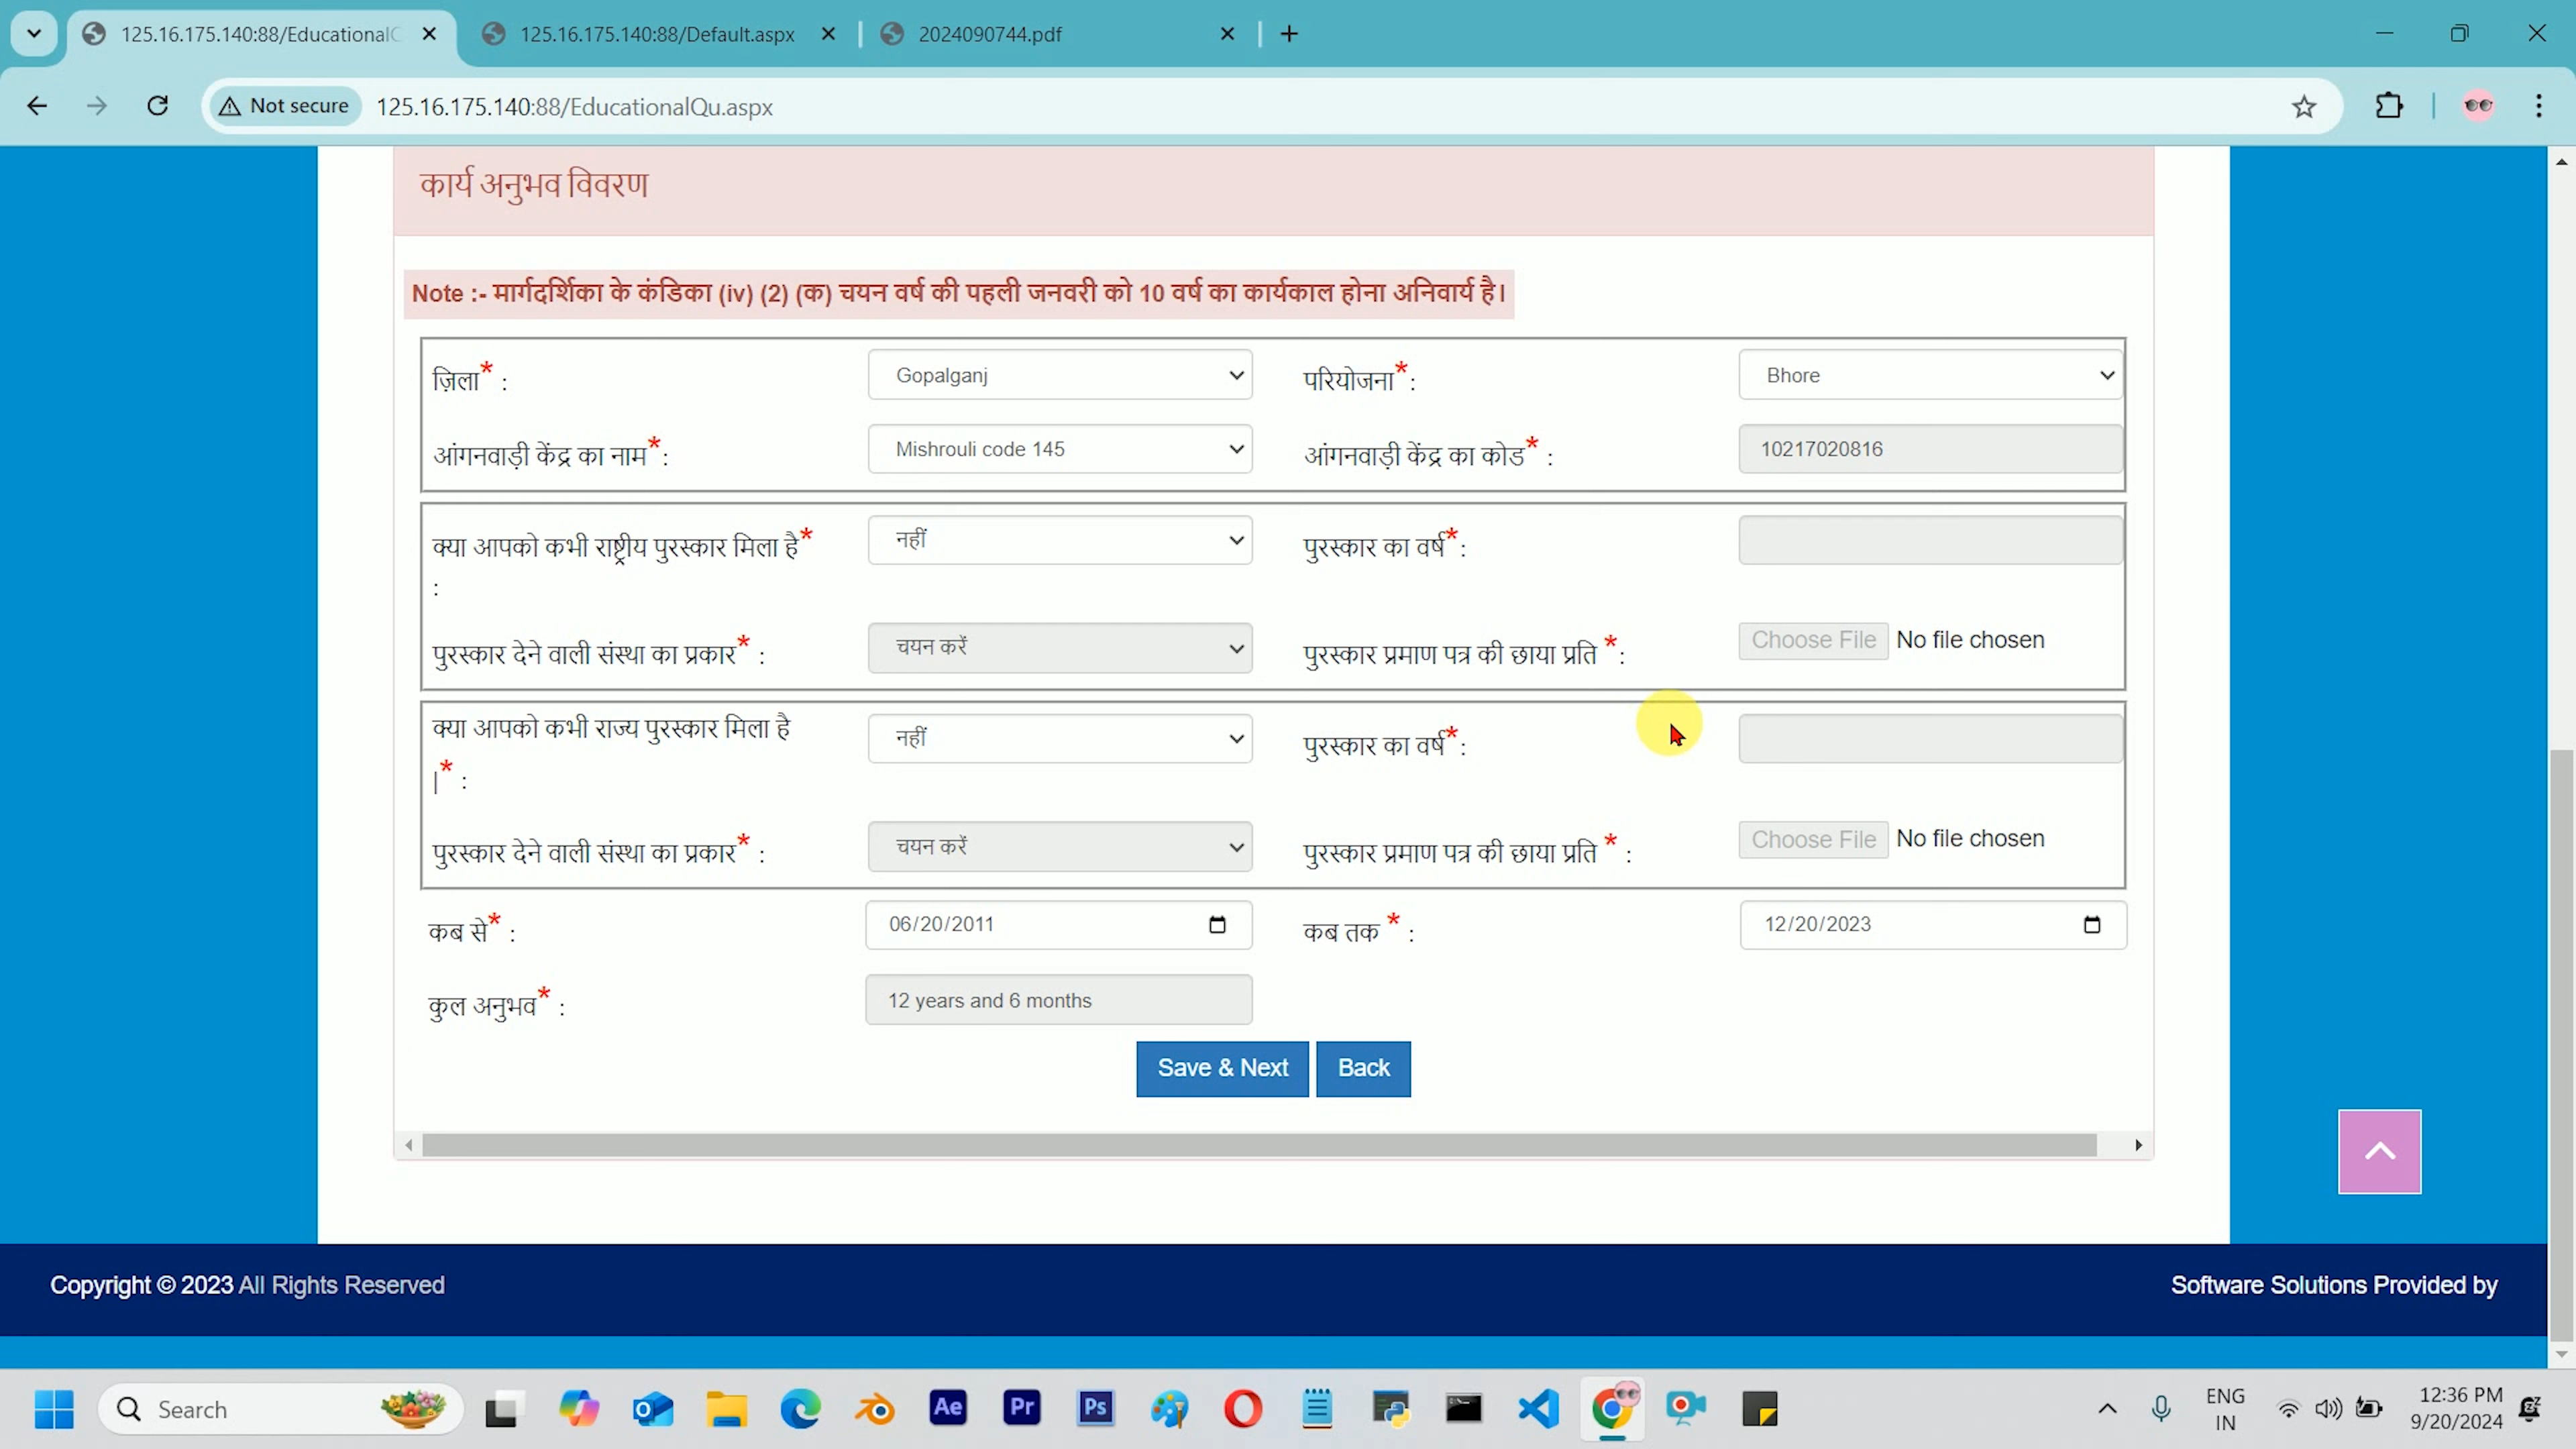 125.16.175.140:88/EducationalQ
125.16.175.140:88/Default.aspx
2024090744.pdf
Not secure
125.16.175.140:88/EducationalQu.aspx
कार्य अनुभव विवरण
Note :- मार्गदर्शिका के कंडिका (iv) (2) (क) चयन वर्ष की पहली जनवरी को 10 वर्ष का कार्यकाल होना अनिवार्य है।
ज़िला* : Gopalganj परियोजना*: Bhore
आंगनवाड़ी केंद्र का नाम*: Mishrouli code 145 आंगनवाड़ी केंद्र का कोड* : 10217020816
क्या आपको कभी राष्ट्रीय पुरस्कार मिला है* नहीं पुरस्कार का वर्ष*:
:
पुरस्कार देने वाली संस्था का प्रकार* : चयन करें पुरस्कार प्रमाण पत्र की छाया प्रति *: Choose File No file chosen
क्या आपको कभी राज्य पुरस्कार मिला है नहीं पुरस्कार का वर्ष*:
|* :
पुरस्कार देने वाली संस्था का प्रकार* : चयन करें पुरस्कार प्रमाण पत्र की छाया प्रति * : Choose File No file chosen
कब से* : 06/20/2011 कब तक * : 12/20/2023
कुल अनुभव* : 12 years and 6 months
Save & Next Back
Copyright © 2023 All Rights Reserved Software Solutions Provided by
Search Ae Pr Ps ENG 12:36 PM
IN 9/20/2024